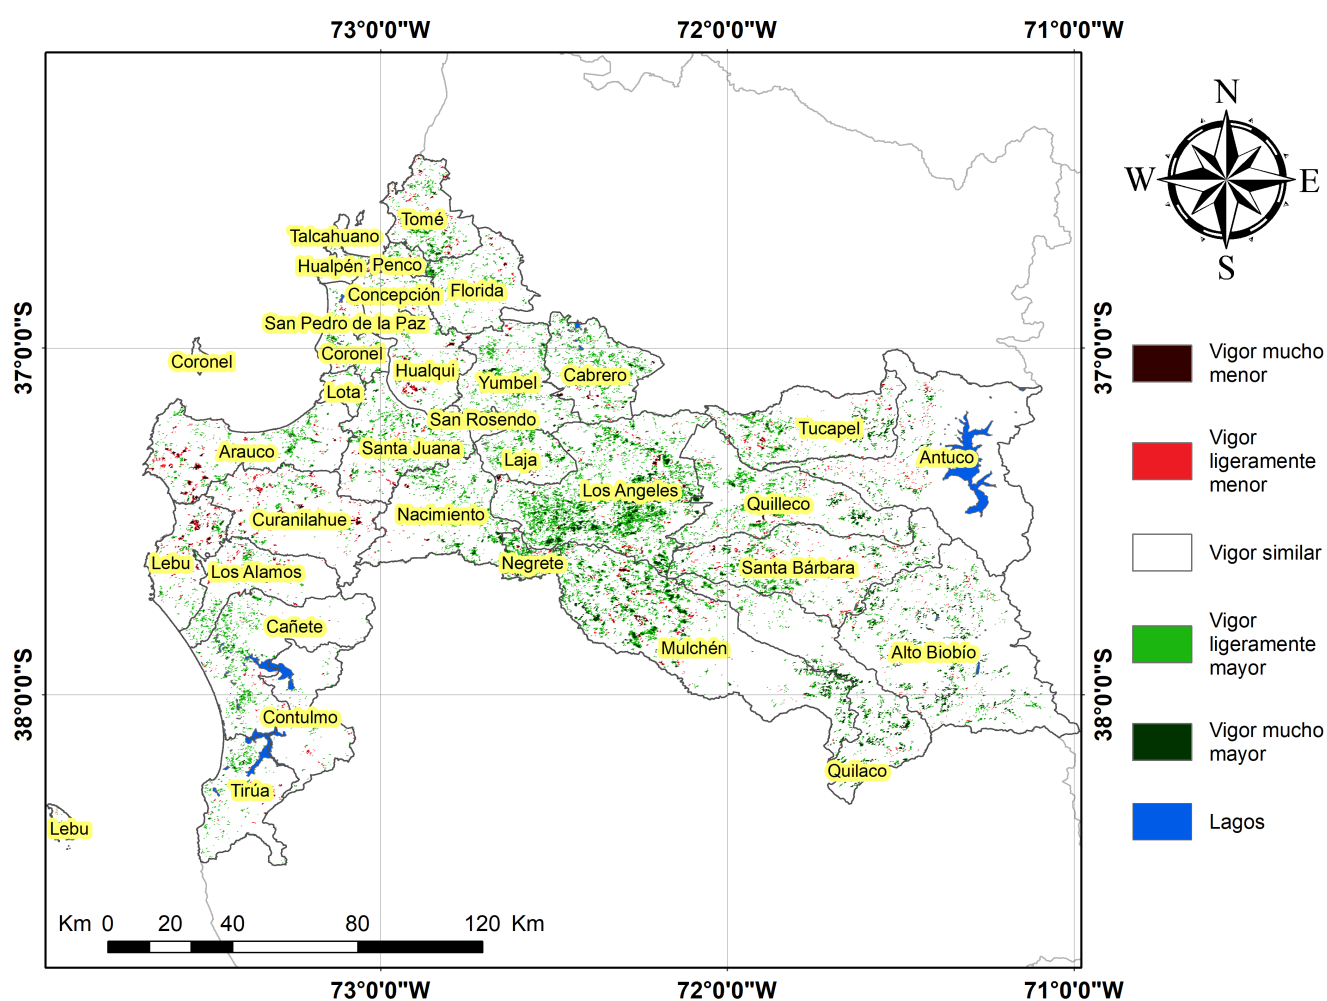 73°0'0"W
72°0'0"W
71°0'0"W
N
W
E
S
37°0'0"S
37°0'0"S
38°0'0"S
38°0'0"S
Tomé
Talcahuano
Hualpén
Penco
Concepción
Florida
San Pedro de la Paz
Coronel
Coronel
Hualqui
Yumbel
Cabrero
Lota
San Rosendo
Tucapel
Arauco
Santa Juana
Laja
Antuco
Los Angeles
Curanilahue
Nacimiento
Quilleco
Lebu
Los Alamos
Negrete
Santa Bárbara
Cañete
Mulchén
Alto Biobío
Contulmo
Quilaco
Tirúa
Lebu
Vigor mucho
menor
Vigor
ligeramente
menor
Vigor similar
Vigor
ligeramente
mayor
Vigor mucho
mayor
Lagos
Km 0 20 40 80 120 Km
73°0'0"W
72°0'0"W
71°0'0"W